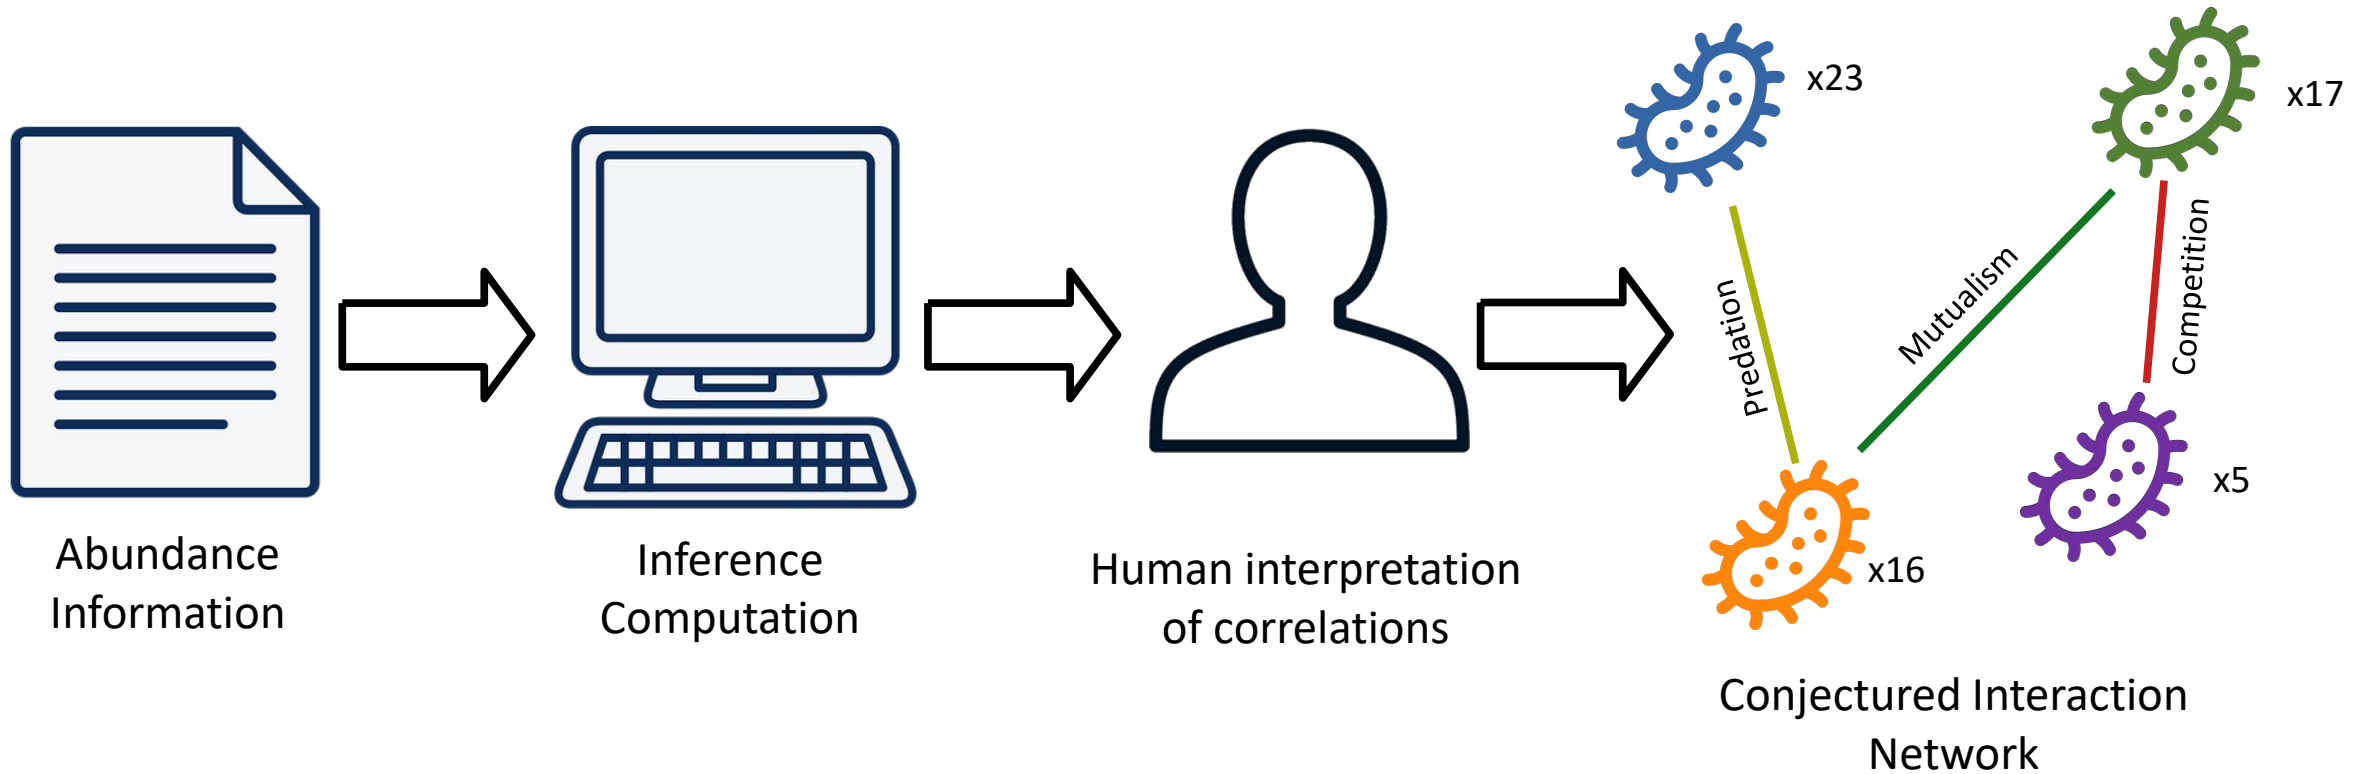 Abundance
Information
Inference
Computation
Human interpretation
of correlations
x23
x17
Predation
Mutualism
Competition
x16
x5
Conjectured Interaction
Network